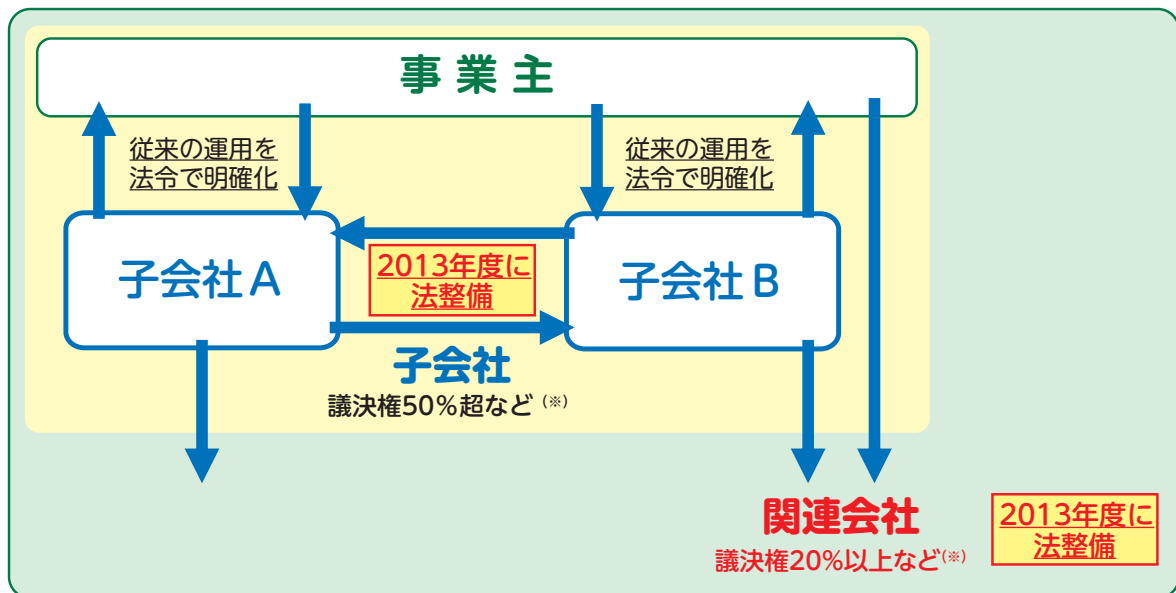 事業主
従来の運用を
法令で明確化
従来の運用を
法令で明確化
子会社A
2013年度に
法整備
子会社B
子会社
議決権50%超など(※)
関連会社
議決権20%以上など(※)
2013年度に
法整備